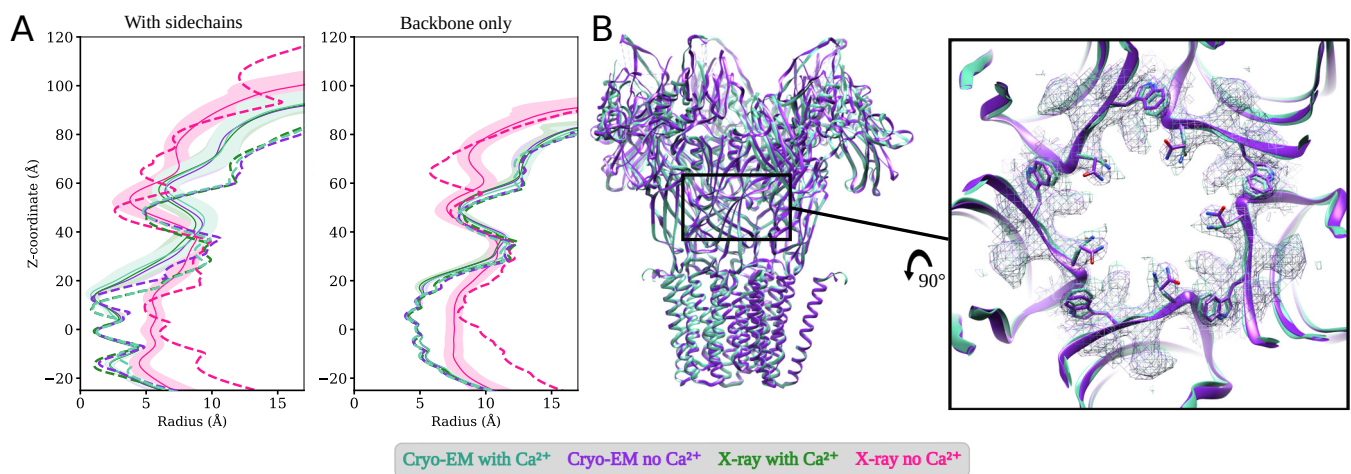 A
With sidechains
Backbone only
B
120
100
80
60
40
20
0
−20
Z-coordinate (Å)
5
10
15
Radius (Å)
120
100
80
60
40
20
0
−20
5
10
15
Radius (Å)
90°
Cryo-EM with Ca²⁺ Cryo-EM no Ca²⁺ X-ray with Ca²⁺ X-ray no Ca²⁺